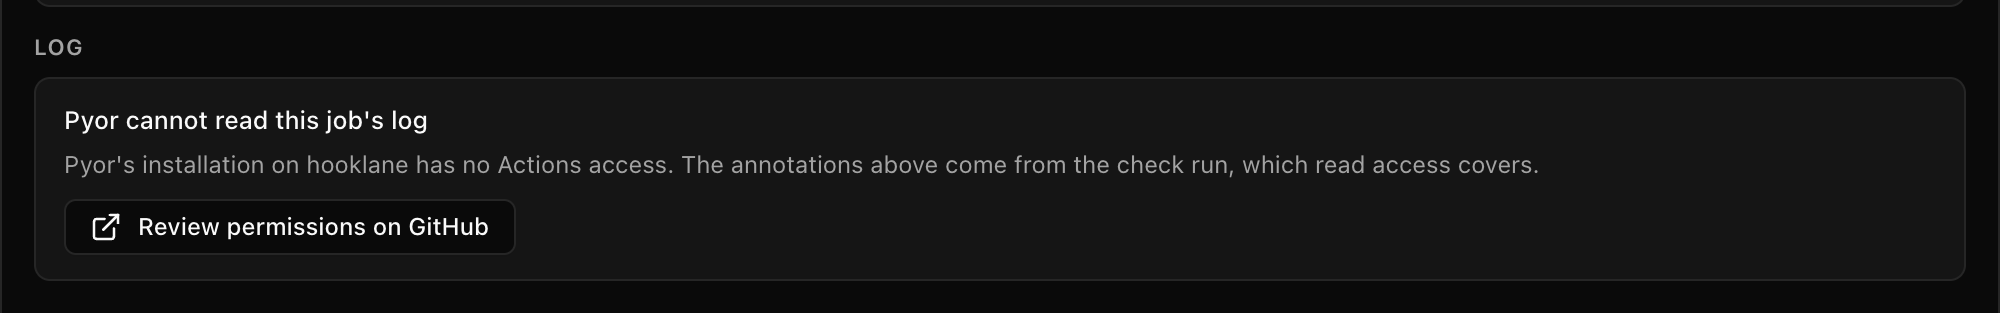 LOG
Pyor cannot read this job's log
Pyor's installation on hooklane has no Actions access. The annotations above come from the check run, which read access covers.
Review permissions on GitHub